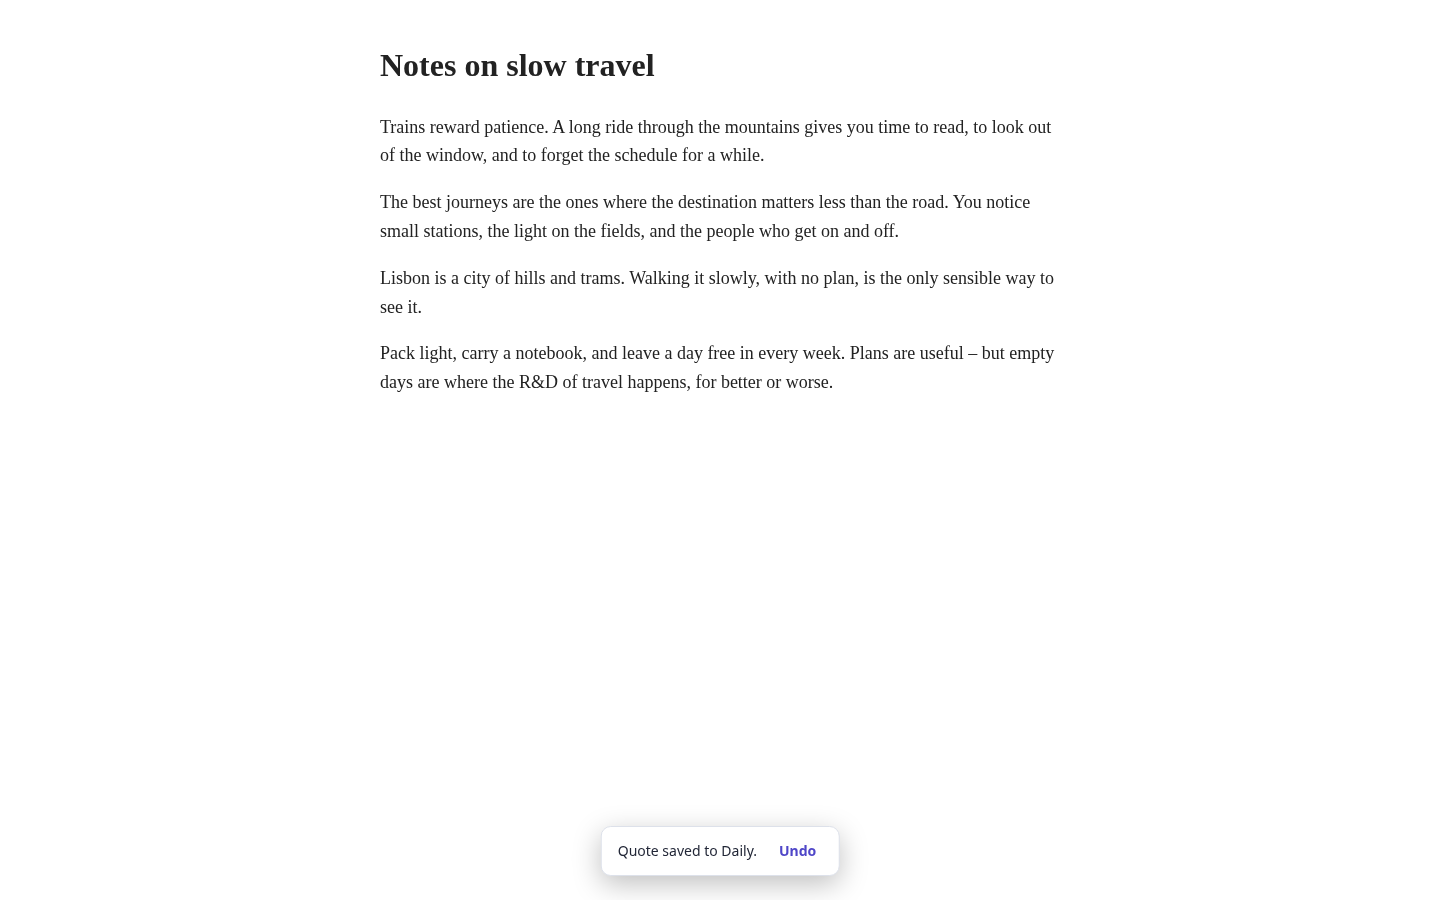 Notes on slow travel
Trains reward patience. A long ride through the mountains gives you time to read, to look out
of the window, and to forget the schedule for a while.
The best journeys are the ones where the destination matters less than the road. You notice
small stations, the light on the fields, and the people who get on and off.
Lisbon is a city of hills and trams. Walking it slowly, with no plan, is the only sensible way to
see it.
Pack light, carry a notebook, and leave a day free in every week. Plans are useful – but empty
days are where the R&D of travel happens, for better or worse.
Quote saved to Daily. Undo